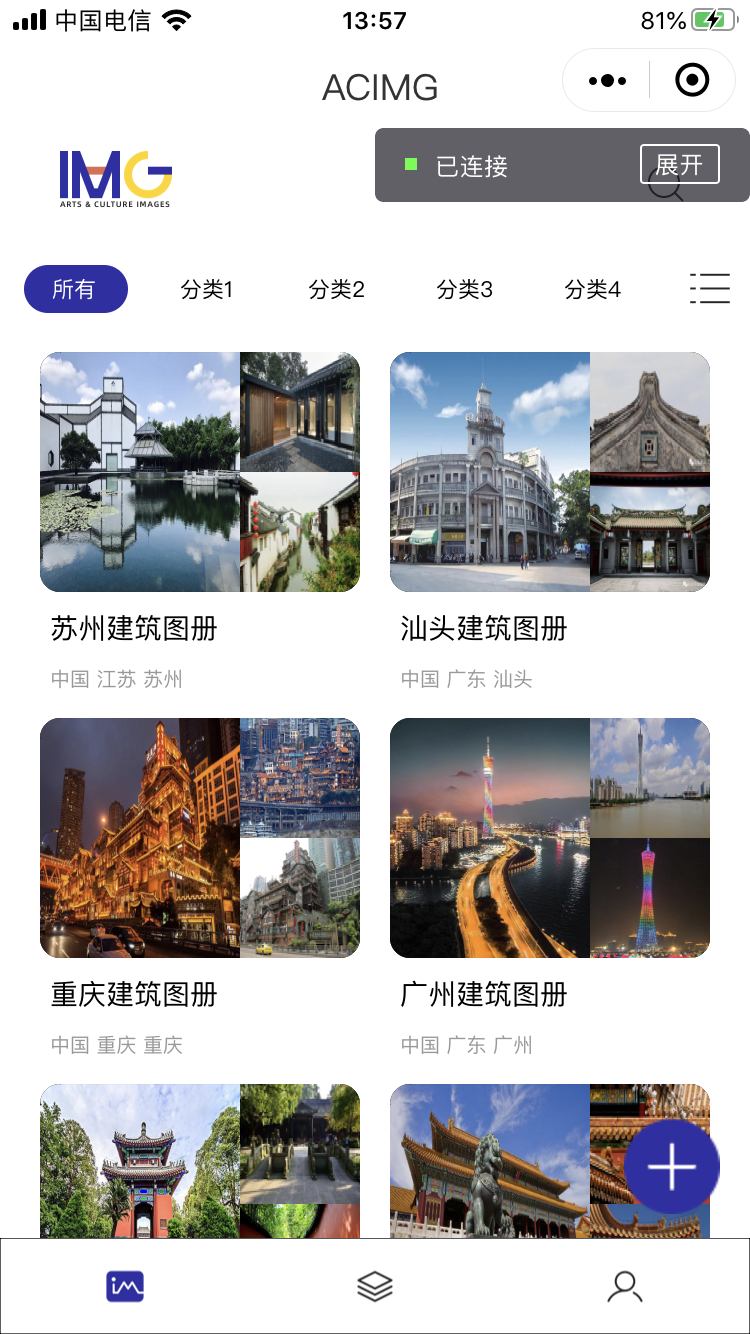 中国电信 13:57 81%
ACIMG
IMG
ARTS & CULTURE IMAGES
已连接 展开
所有 分类1 分类2 分类3 分类4
苏州建筑图册 汕头建筑图册
中国 江苏 苏州 中国 广东 汕头
重庆建筑图册 广州建筑图册
中国 重庆 重庆 中国 广东 广州